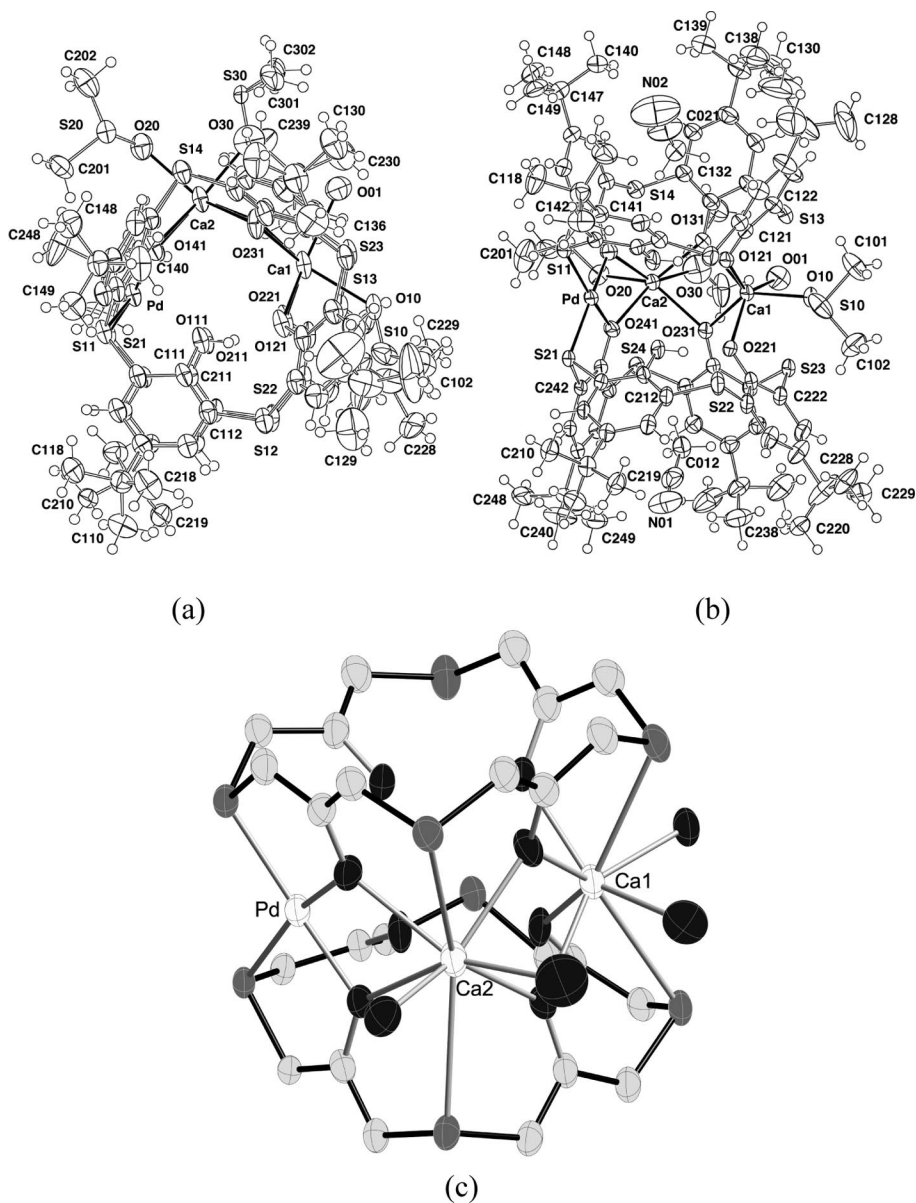 C202
S20
O20
C201
S14
C148
C248
C149
O141
C140
Pd
S21
S11
O111
C111
O211
C211
C118
C112
C210
C218
C110
C219
S30
C302
C301
O30
C239
C130
C230
O01
Ca2
O231
C136
S23
Ca1
S13
O221
O10
O121
S10
C229
C102
S22
S12
C129
C228
(a)
C139
C138
C130
C148
C140
N02
C149
C147
C021
C128
C118
S14
C132
C142
C141
C122
O131
S13
C201
S11
C121
O121
O01
C101
O20
O30
O10
Pd
Ca2
Ca1
S10
O241
O231
S21
S24
O221
C102
C242
S23
C212
S22
C222
C210
C219
C012
C228
C248
N01
C229
C240
C249
C238
C220
(b)
Pd
Ca1
Ca2
(c)